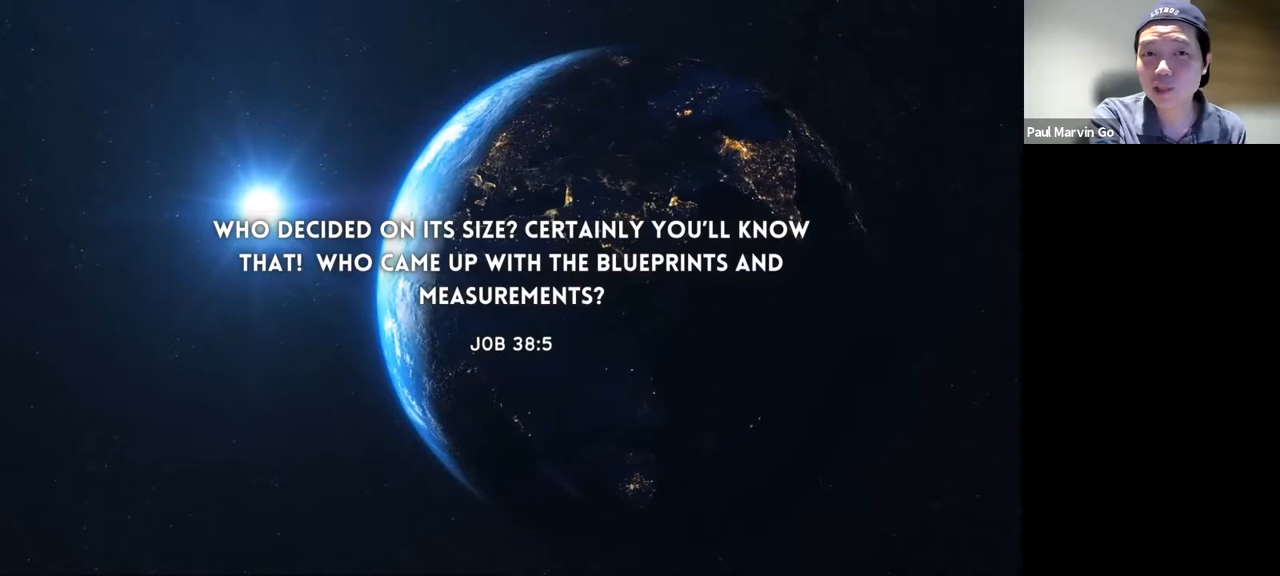 WHO DECIDED ON ITS SIZE? CERTAINLY YOU'LL KNOW
THAT! WHO CAME UP WITH THE BLUEPRINTS AND
MEASUREMENTS?
JOB 38:5
ASTROS
Paul Marvin Go